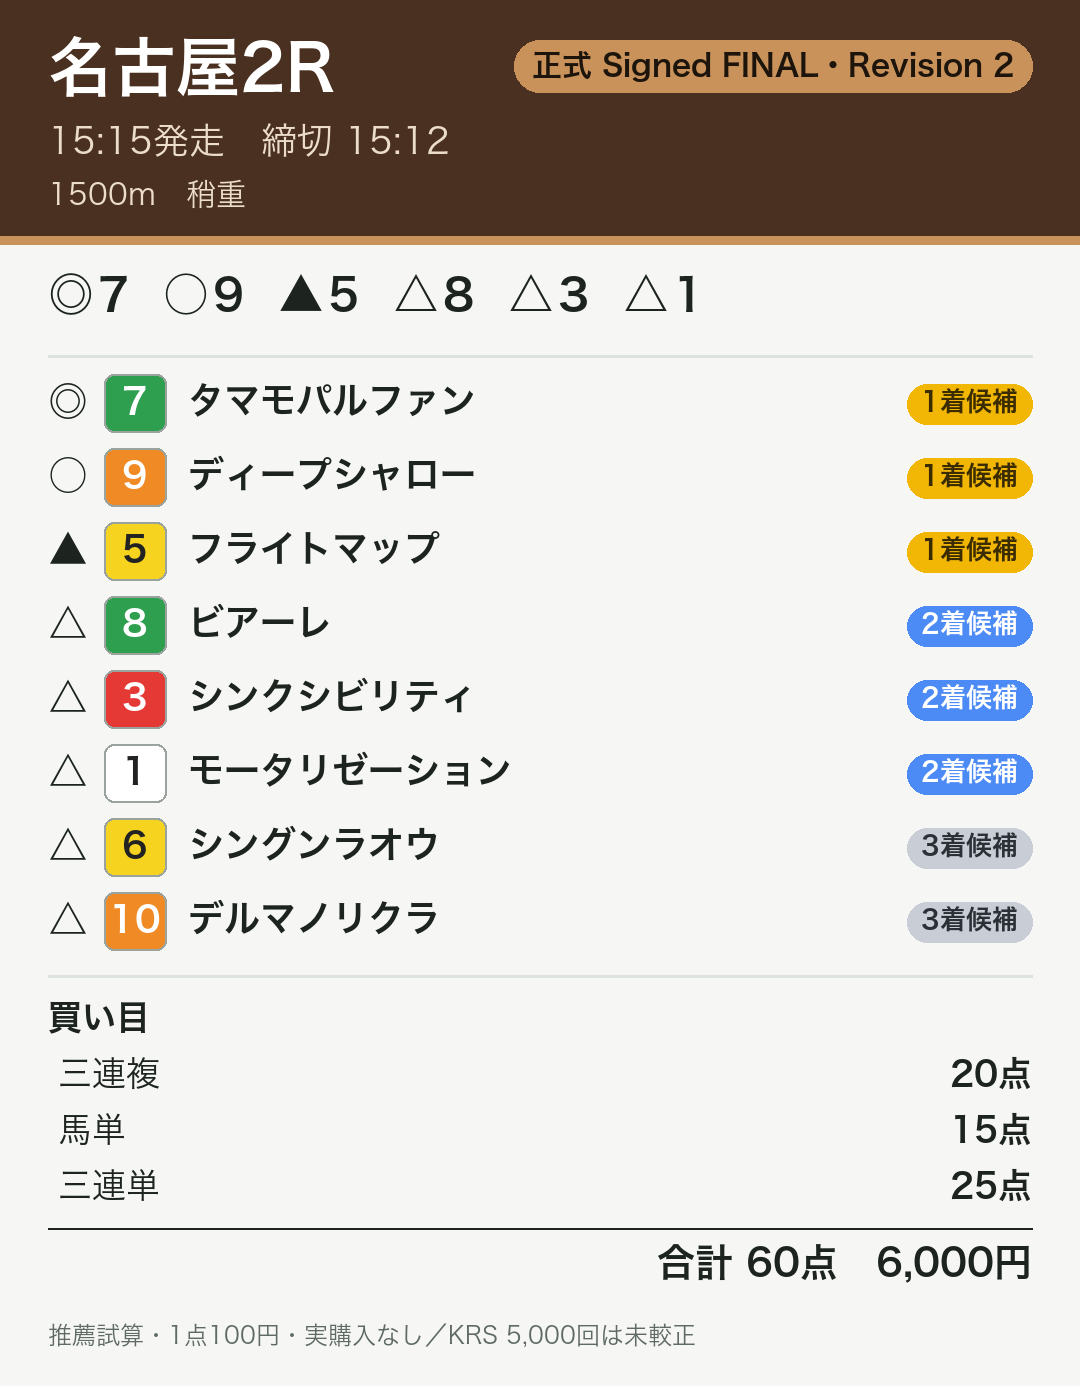 名古屋2R 正式 Signed FINAL・Revision 2
15:15発走 締切 15:12
1500m 稍重
◎7 ○9 ▲5 △8 △3 △1
◎ 7 タマモパルファン 1着候補
○ 9 ディープシャロー 1着候補
▲ 5 フライトマップ 1着候補
△ 8 ビアーレ 2着候補
△ 3 シンクシビリティ 2着候補
△ 1 モータリゼーション 2着候補
△ 6 シングンラオウ 3着候補
△ 10 デルマノリクラ 3着候補
買い目
三連複 20点
馬単 15点
三連単 25点
合計 60点 6,000円
推薦試算・1点100円・実購入なし／KRS 5,000回は未較正